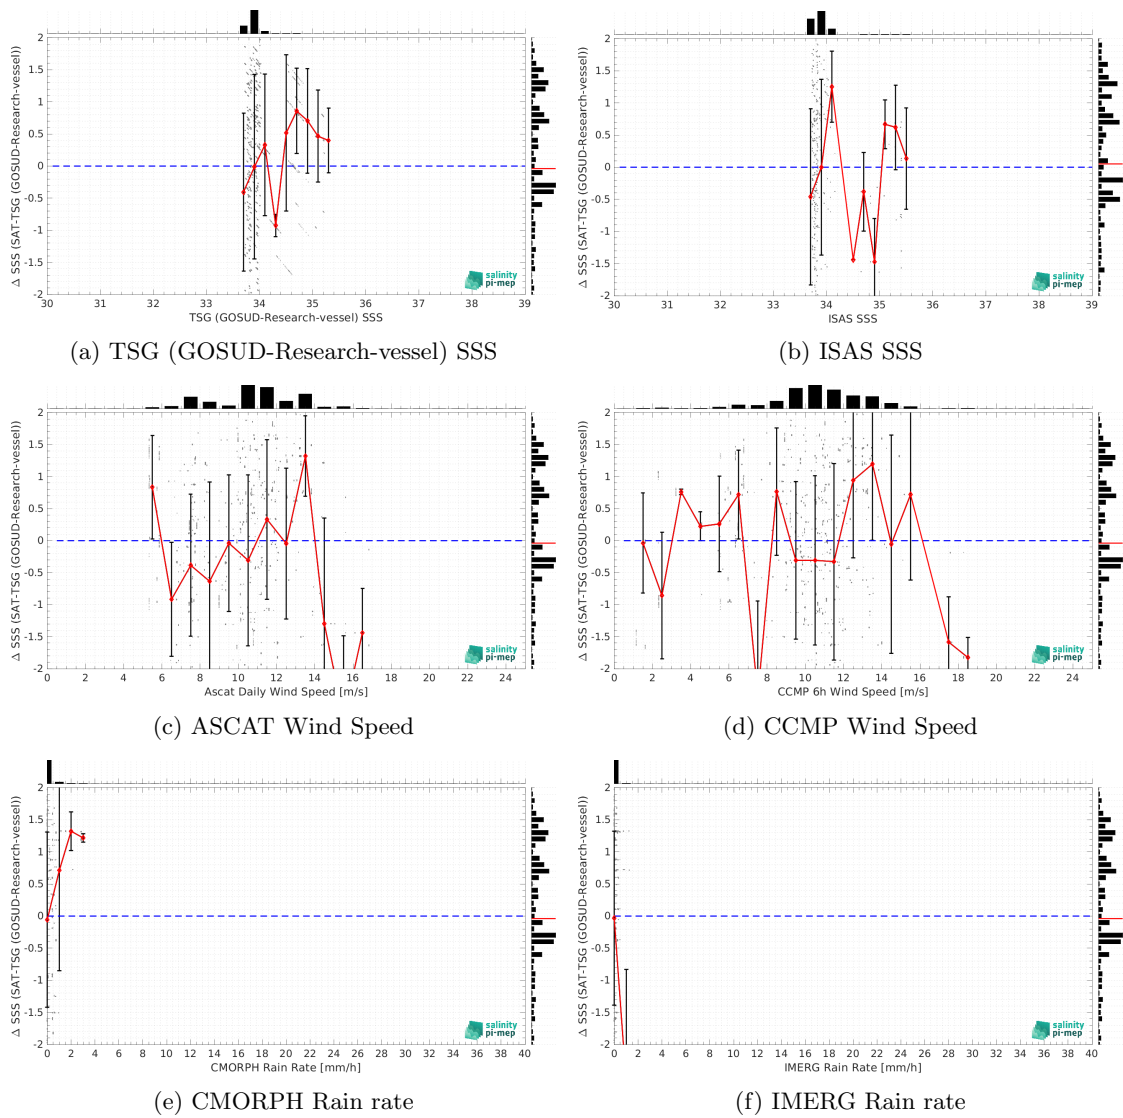 2
1.5
1
0.5
0
-0.5
-1
-1.5
-2
Δ SSS (SAT-TSG (GOSUD-Research-vessel))
30 31 32 33 34 35 36 37 38 39
TSG (GOSUD-Research-vessel) SSS
salinity
pi-mep
(a) TSG (GOSUD-Research-vessel) SSS
2
1.5
1
0.5
0
-0.5
-1
-1.5
-2
Δ SSS (SAT-TSG (GOSUD-Research-vessel))
30 31 32 33 34 35 36 37 38 39
ISAS SSS
salinity
pi-mep
(b) ISAS SSS
2
1.5
1
0.5
0
-0.5
-1
-1.5
-2
Δ SSS (SAT-TSG (GOSUD-Research-vessel))
0 2 4 6 8 10 12 14 16 18 20 22 24
Ascat Daily Wind Speed [m/s]
salinity
pi-mep
(c) ASCAT Wind Speed
2
1.5
1
0.5
0
-0.5
-1
-1.5
-2
Δ SSS (SAT-TSG (GOSUD-Research-vessel))
0 2 4 6 8 10 12 14 16 18 20 22 24
CCMP 6h Wind Speed [m/s]
salinity
pi-mep
(d) CCMP Wind Speed
2
1.5
1
0.5
0
-0.5
-1
-1.5
-2
Δ SSS (SAT-TSG (GOSUD-Research-vessel))
0 2 4 6 8 10 12 14 16 18 20 22 24 26 28 30 32 34 36 38 40
CMORPH Rain Rate [mm/h]
salinity
pi-mep
(e) CMORPH Rain rate
2
1.5
1
0.5
0
-0.5
-1
-1.5
-2
Δ SSS (SAT-TSG (GOSUD-Research-vessel))
0 2 4 6 8 10 12 14 16 18 20 22 24 26 28 30 32 34 36 38 40
IMERG Rain Rate [mm/h]
salinity
pi-mep
(f) IMERG Rain rate